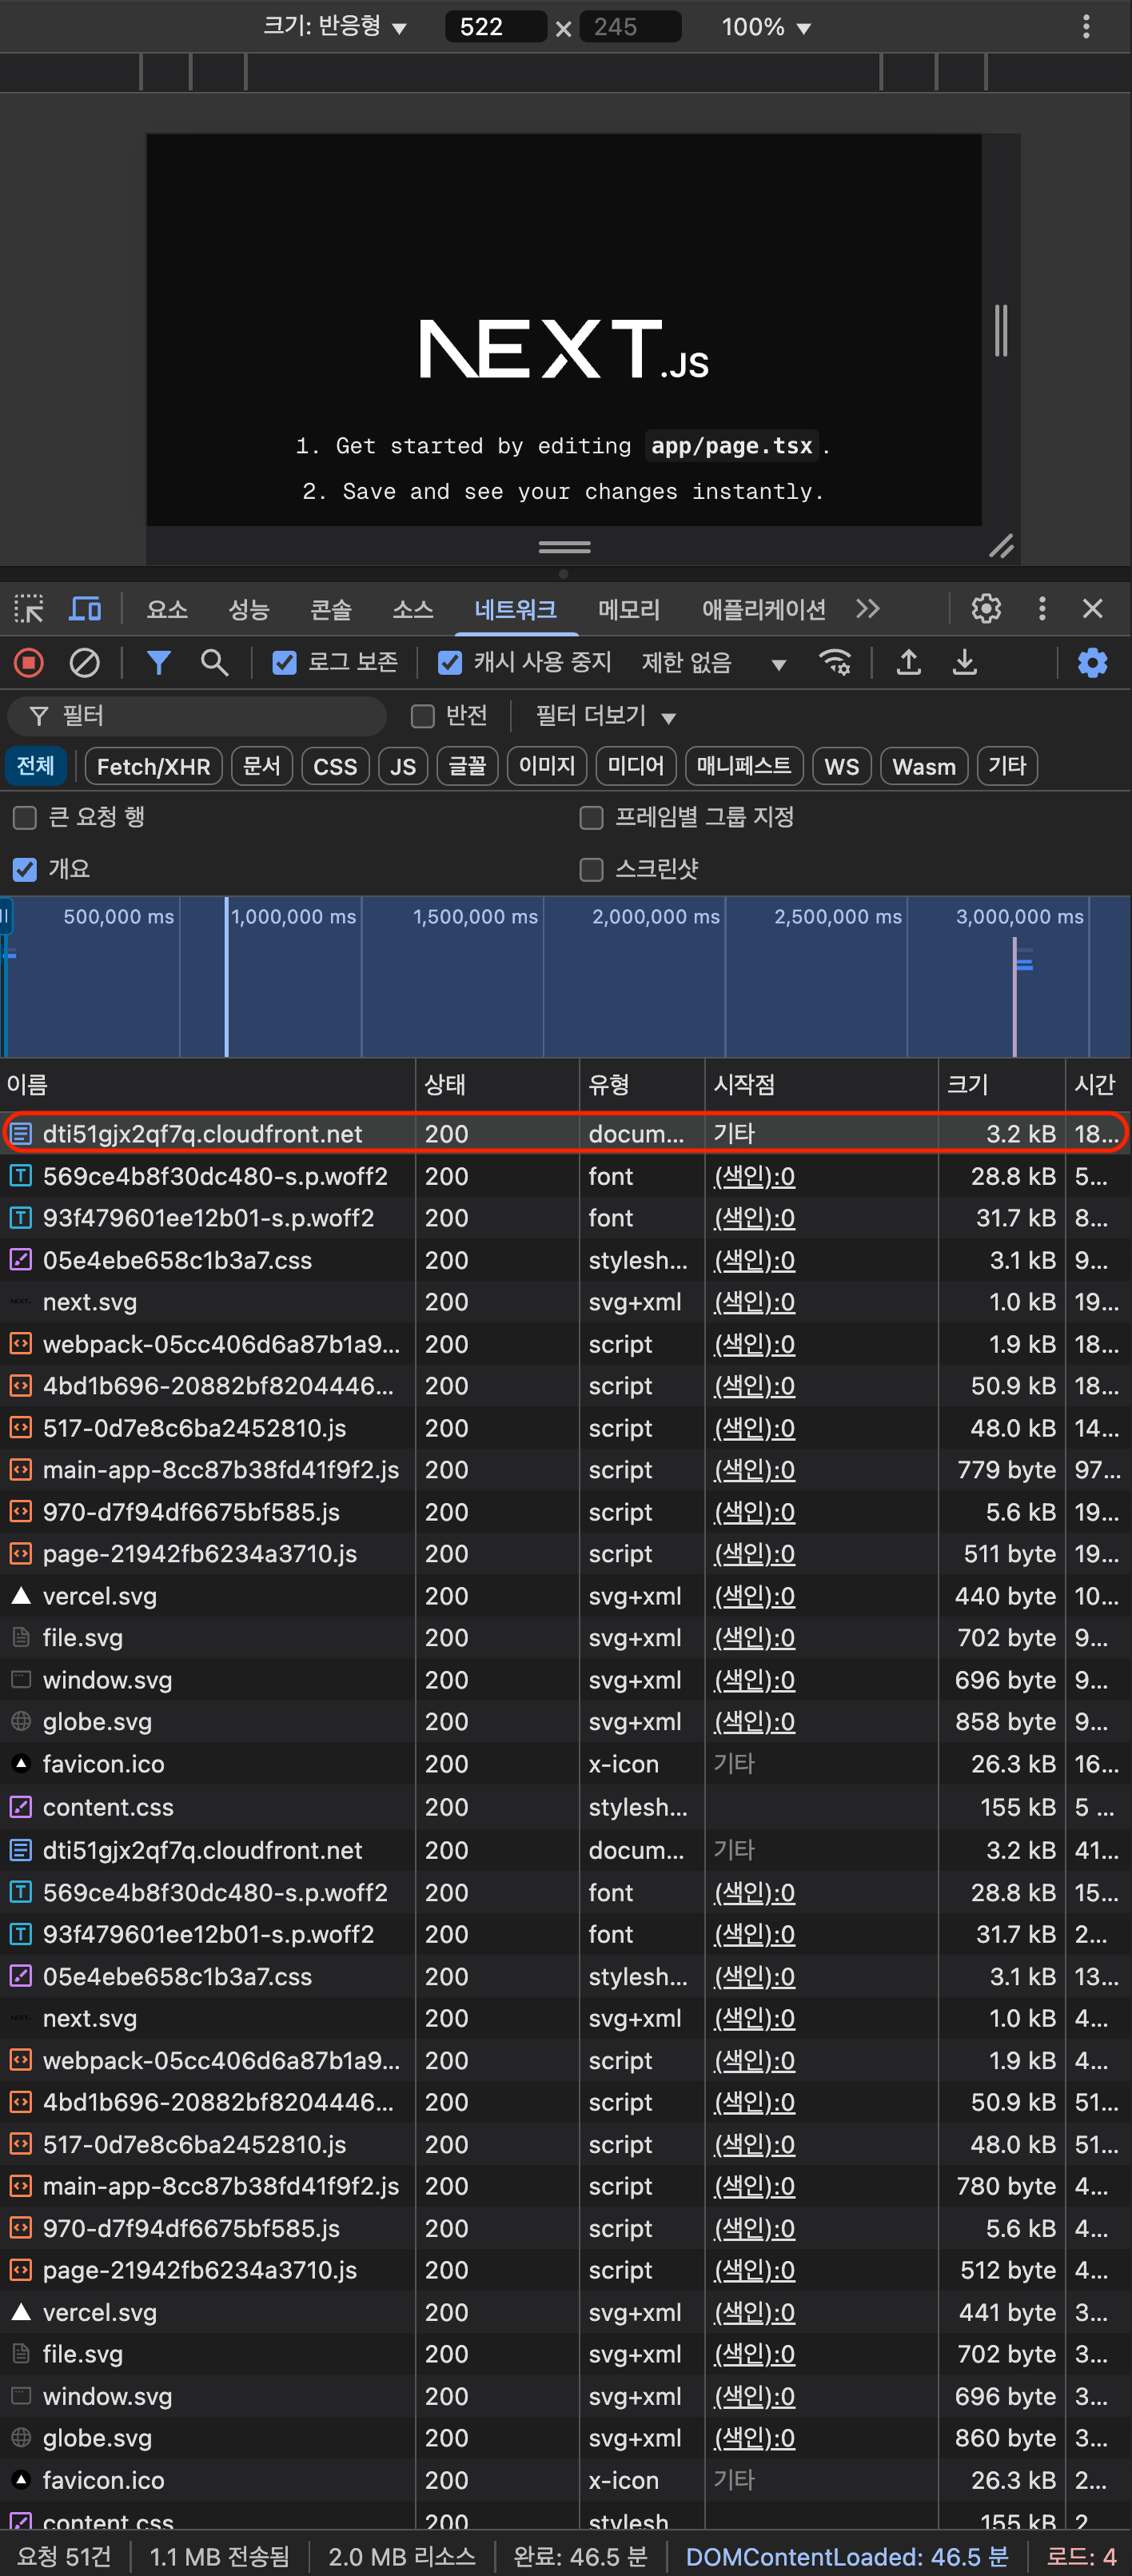 크기: 반응형 522 × 245 100%
NEXT.JS
1. Get started by editing app/page.tsx.
2. Save and see your changes instantly.
요소 성능 콘솔 소스 네트워크 메모리 애플리케이션
로그 보존 캐시 사용 중지 제한 없음
필터 반전 필터 더보기
전체 Fetch/XHR 문서 CSS JS 글꼴 이미지 미디어 매니페스트 WS Wasm 기타
큰 요청 행 프레임별 그룹 지정
개요 스크린샷
500,000 ms 1,000,000 ms 1,500,000 ms 2,000,000 ms 2,500,000 ms 3,000,000 ms
이름 상태 유형 시작점 크기 시간
dti51gjx2qf7q.cloudfront.net 200 docum... 기타 3.2 kB 18...
569ce4b8f30dc480-s.p.woff2 200 font (색인):0 28.8 kB 5...
93f479601ee12b01-s.p.woff2 200 font (색인):0 31.7 kB 8...
05e4ebe658c1b3a7.css 200 stylesh... (색인):0 3.1 kB 9...
next.svg 200 svg+xml (색인):0 1.0 kB 19...
webpack-05cc406d6a87b1a9... 200 script (색인):0 1.9 kB 18...
4bd1b696-20882bf8204446... 200 script (색인):0 50.9 kB 18...
517-0d7e8c6ba2452810.js 200 script (색인):0 48.0 kB 14...
main-app-8cc87b38fd41f9f2.js 200 script (색인):0 779 byte 97...
970-d7f94df6675bf585.js 200 script (색인):0 5.6 kB 19...
page-21942fb6234a3710.js 200 script (색인):0 511 byte 19...
vercel.svg 200 svg+xml (색인):0 440 byte 10...
file.svg 200 svg+xml (색인):0 702 byte 9...
window.svg 200 svg+xml (색인):0 696 byte 9...
globe.svg 200 svg+xml (색인):0 858 byte 9...
favicon.ico 200 x-icon 기타 26.3 kB 16...
content.css 200 stylesh... 155 kB 5 ...
dti51gjx2qf7q.cloudfront.net 200 docum... 기타 3.2 kB 41...
569ce4b8f30dc480-s.p.woff2 200 font (색인):0 28.8 kB 15...
93f479601ee12b01-s.p.woff2 200 font (색인):0 31.7 kB 2...
05e4ebe658c1b3a7.css 200 stylesh... (색인):0 3.1 kB 13...
next.svg 200 svg+xml (색인):0 1.0 kB 4...
webpack-05cc406d6a87b1a9... 200 script (색인):0 1.9 kB 4...
4bd1b696-20882bf8204446... 200 script (색인):0 50.9 kB 51...
517-0d7e8c6ba2452810.js 200 script (색인):0 48.0 kB 51...
main-app-8cc87b38fd41f9f2.js 200 script (색인):0 780 byte 4...
970-d7f94df6675bf585.js 200 script (색인):0 5.6 kB 4...
page-21942fb6234a3710.js 200 script (색인):0 512 byte 4...
vercel.svg 200 svg+xml (색인):0 441 byte 3...
file.svg 200 svg+xml (색인):0 702 byte 3...
window.svg 200 svg+xml (색인):0 696 byte 3...
globe.svg 200 svg+xml (색인):0 860 byte 3...
favicon.ico 200 x-icon 기타 26.3 kB 2...
content.css 200 stylesh 155 kB 2
요청 51건 1.1 MB 전송됨 2.0 MB 리소스 완료: 46.5 분 DOMContentLoaded: 46.5 분 로드: 4